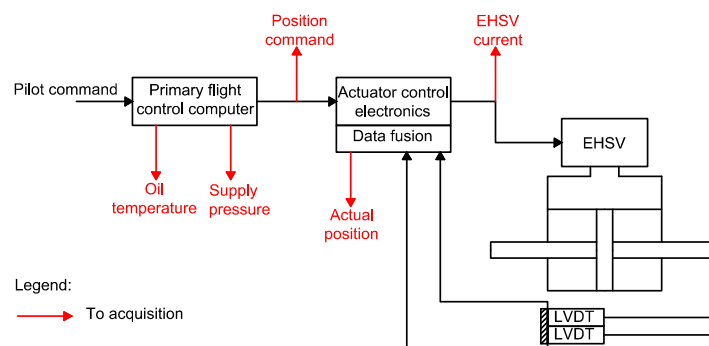 Position
command
EHSV
current
Pilot command
Primary flight
control computer
Actuator control
electronics
Data fusion
EHSV
Oil
temperature
Supply
pressure
Actual
position
Legend:
To acquisition
LVDT
LVDT